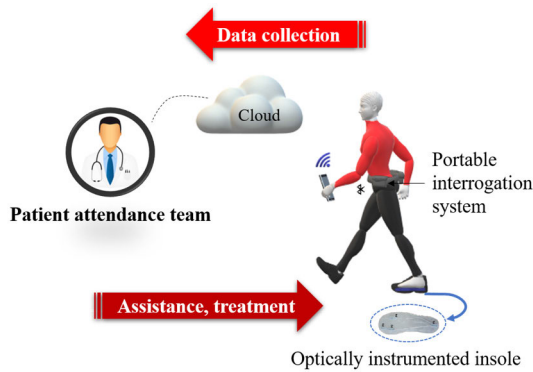 Data collection
Cloud
Portable
interrogation
system
Patient attendance team
Assistance, treatment
Optically instrumented insole